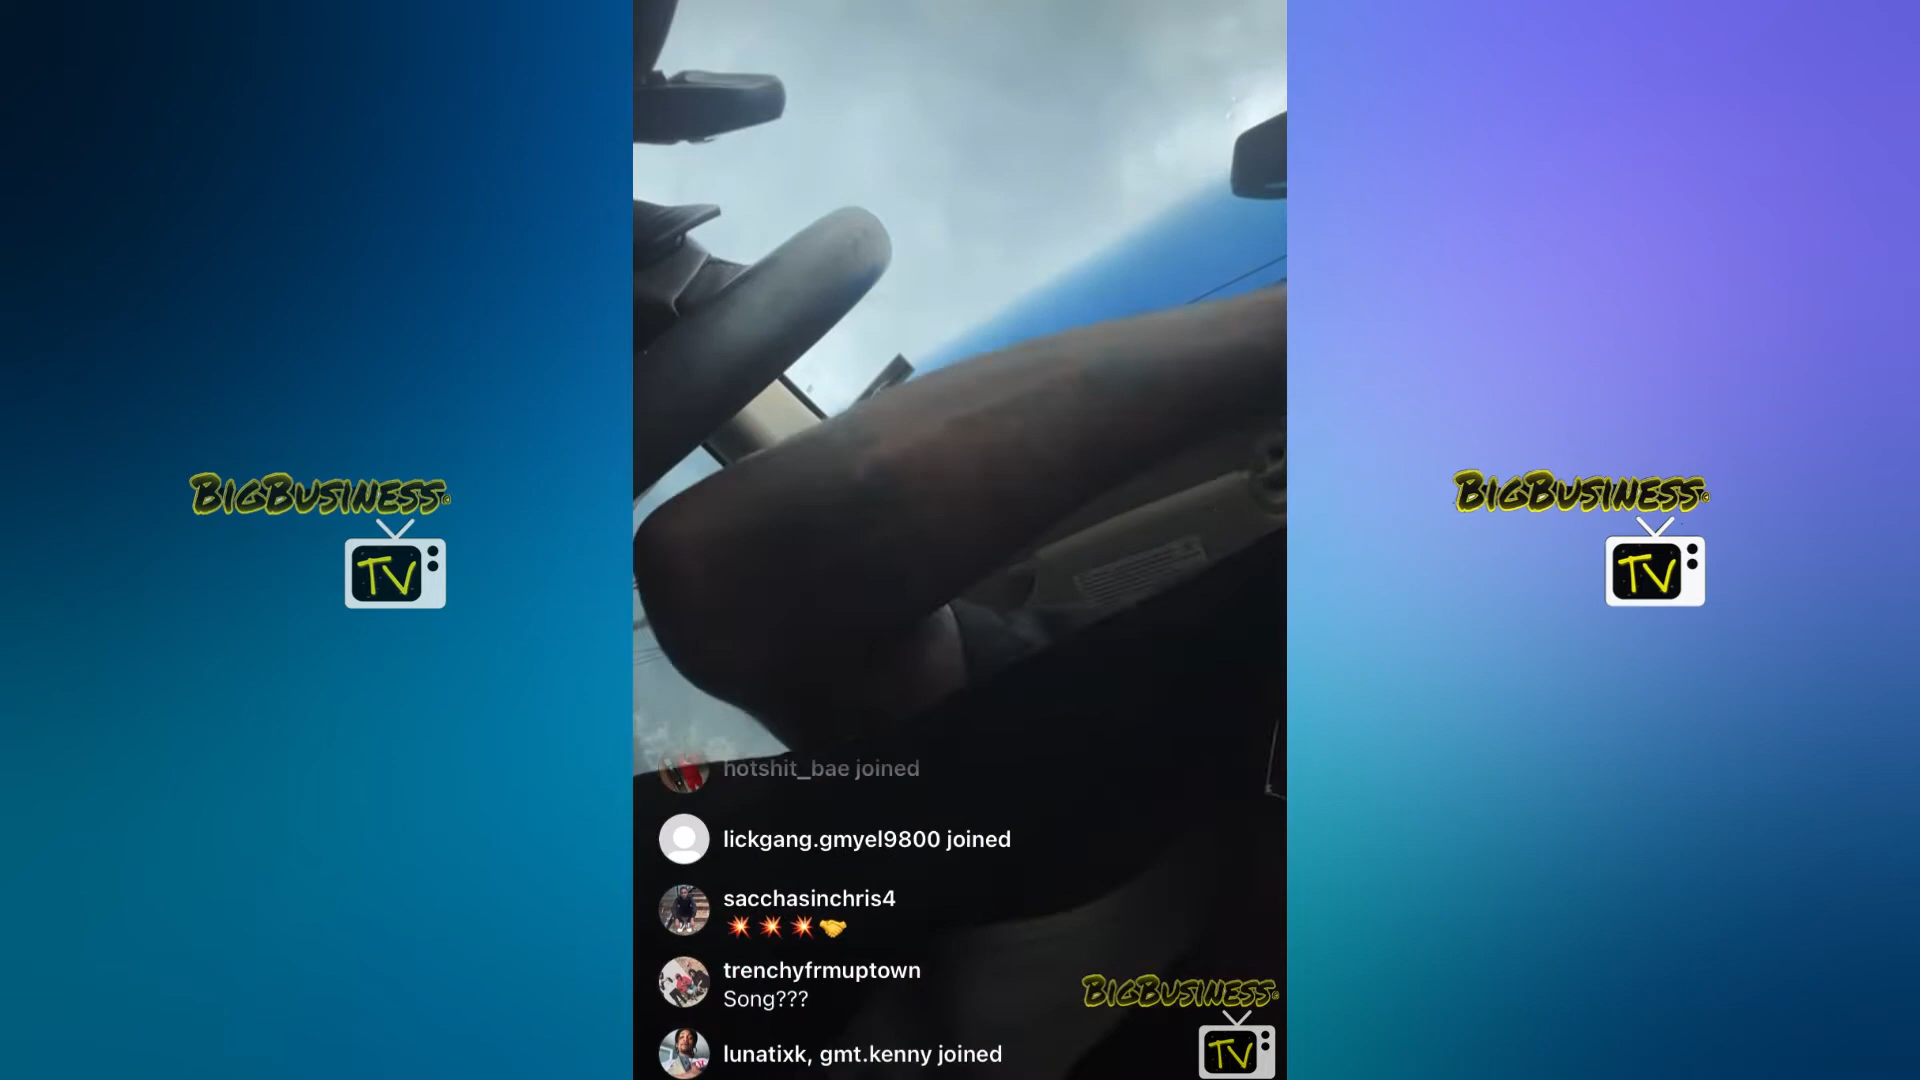 BIGBUSINESS
TV
BIGBUSINESS
TV
hotshit_bae joined
lickgang.gmyel9800 joined
sacchasinchris4
💥 💥 💥 🤝
trenchyfrmuptown
Song???
lunatixk, gmt.kenny joined
BIGBUSINESS
TV